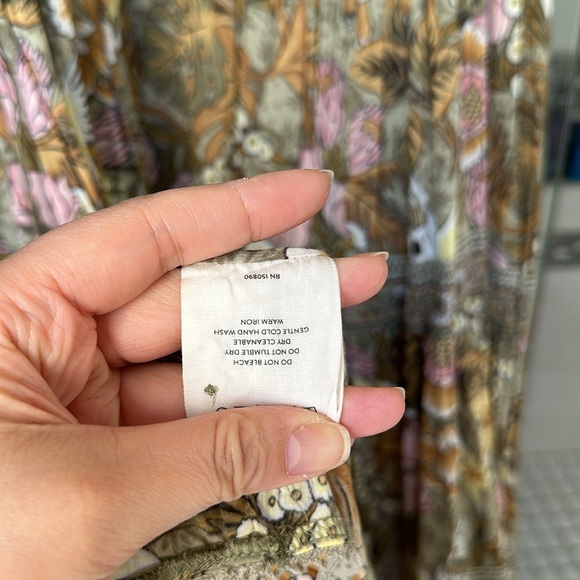 DO NOT BLEACH
DO NOT TUMBLE DRY
DRY CLEANABLE
GENTLE COLD HAND WASH
WARM IRON
RN 150890